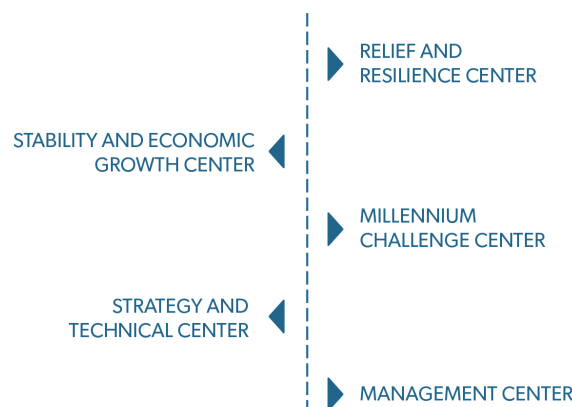 RELIEF AND
RESILIENCE CENTER
STABILITY AND ECONOMIC
GROWTH CENTER
MILLENNIUM
CHALLENGE CENTER
STRATEGY AND
TECHNICAL CENTER
MANAGEMENT CENTER